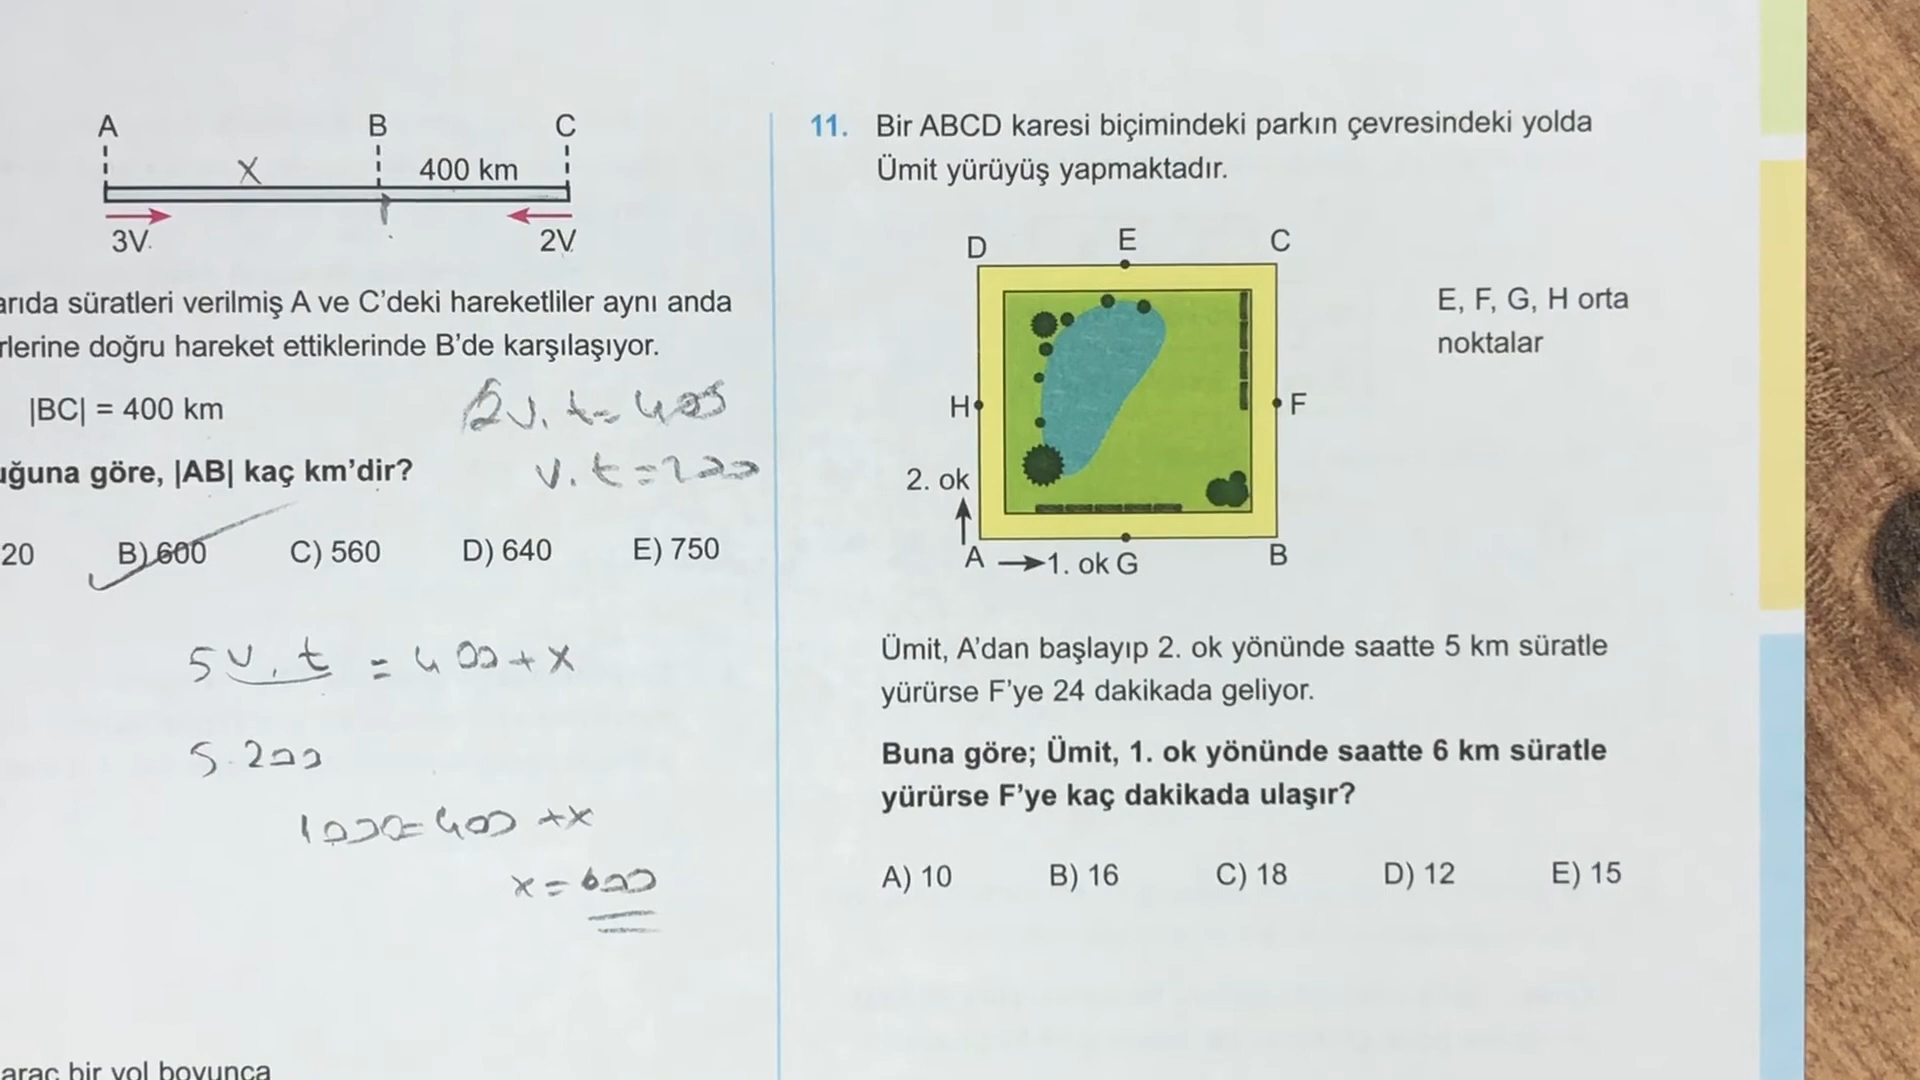 A B C
X 400 km
3V 2V
arıda süratleri verilmiş A ve C'deki hareketliler aynı anda
rlerine doğru hareket ettiklerinde B'de karşılaşıyor.
|BC| = 400 km
2V. t = 400
uğuna göre, |AB| kaç km'dir?
V. t = 200
20 B) 600 C) 560 D) 640 E) 750
5V. t = 400 + x
5.200
1000 = 400 + x
x = 600
araç bir yol boyunca
11. Bir ABCD karesi biçimindeki parkın çevresindeki yolda
Ümit yürüyüş yapmaktadır.
D E C
E, F, G, H orta
noktalar
H F
2. ok
A 1. ok G B
Ümit, A'dan başlayıp 2. ok yönünde saatte 5 km süratle
yürürse F'ye 24 dakikada geliyor.
Buna göre; Ümit, 1. ok yönünde saatte 6 km süratle
yürürse F'ye kaç dakikada ulaşır?
A) 10 B) 16 C) 18 D) 12 E) 15